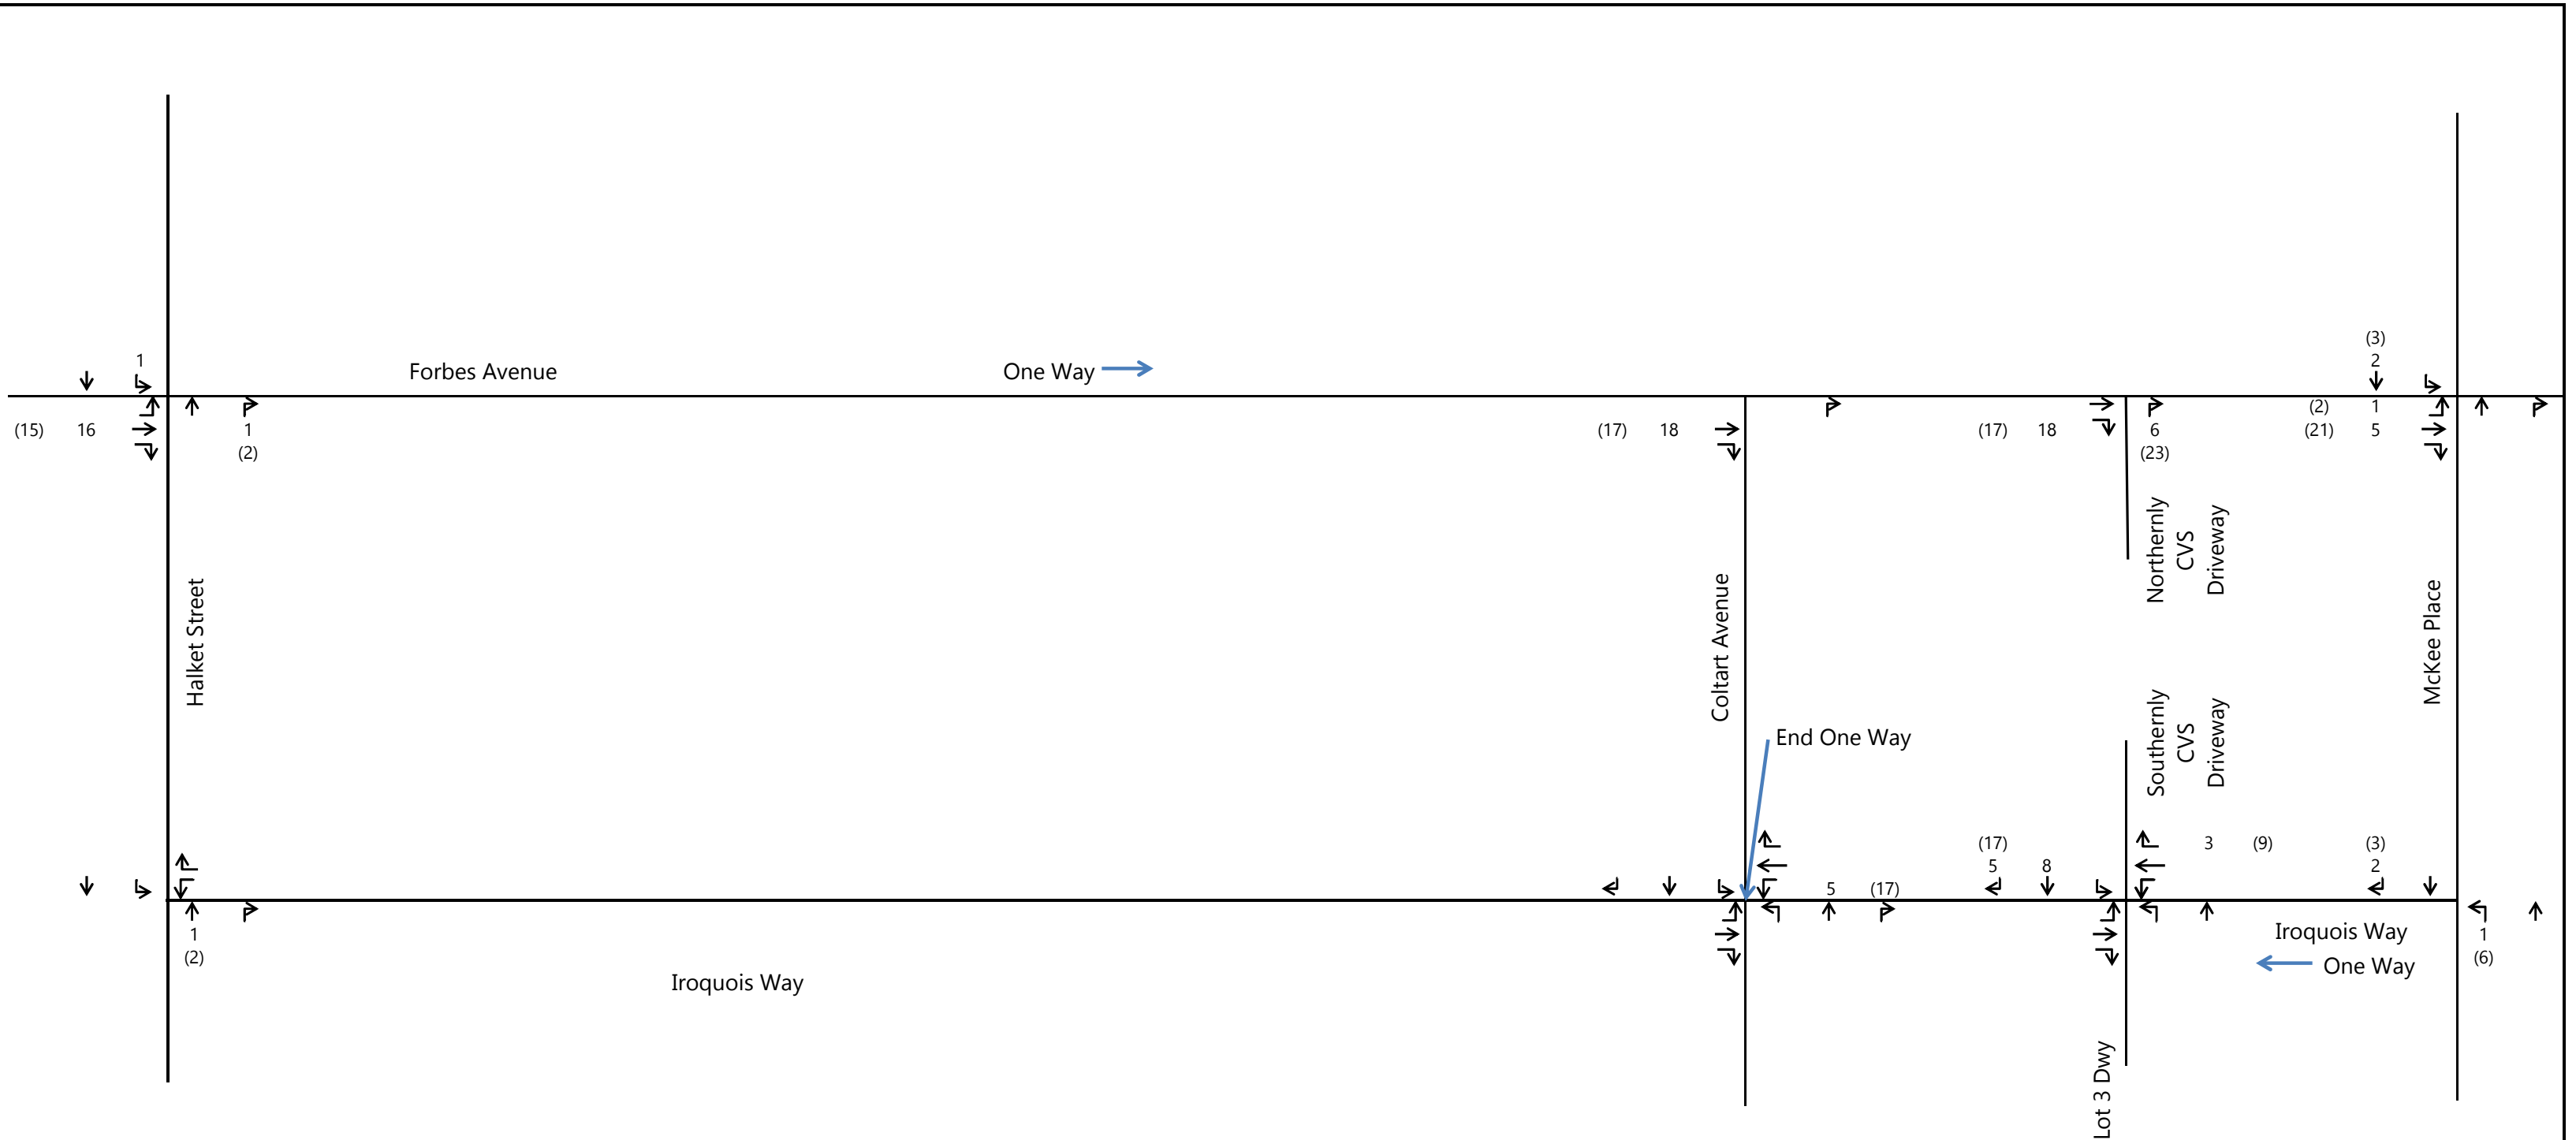 (3)
1
2
Forbes Avenue
One Way
(2)
1
(15)
16
1
(17)
18
(17)
18
6
(21)
5
(2)
(23)
Northernly
CVS
Driveway
Halket Street
Coltart Avenue
McKee Place
Southernly
CVS
Driveway
End One Way
(17)
3
(9)
(3)
5
8
2
5
(17)
1
Iroquois Way
1
(2)
(6)
One Way
Iroquois Way
Lot 3 Dwy